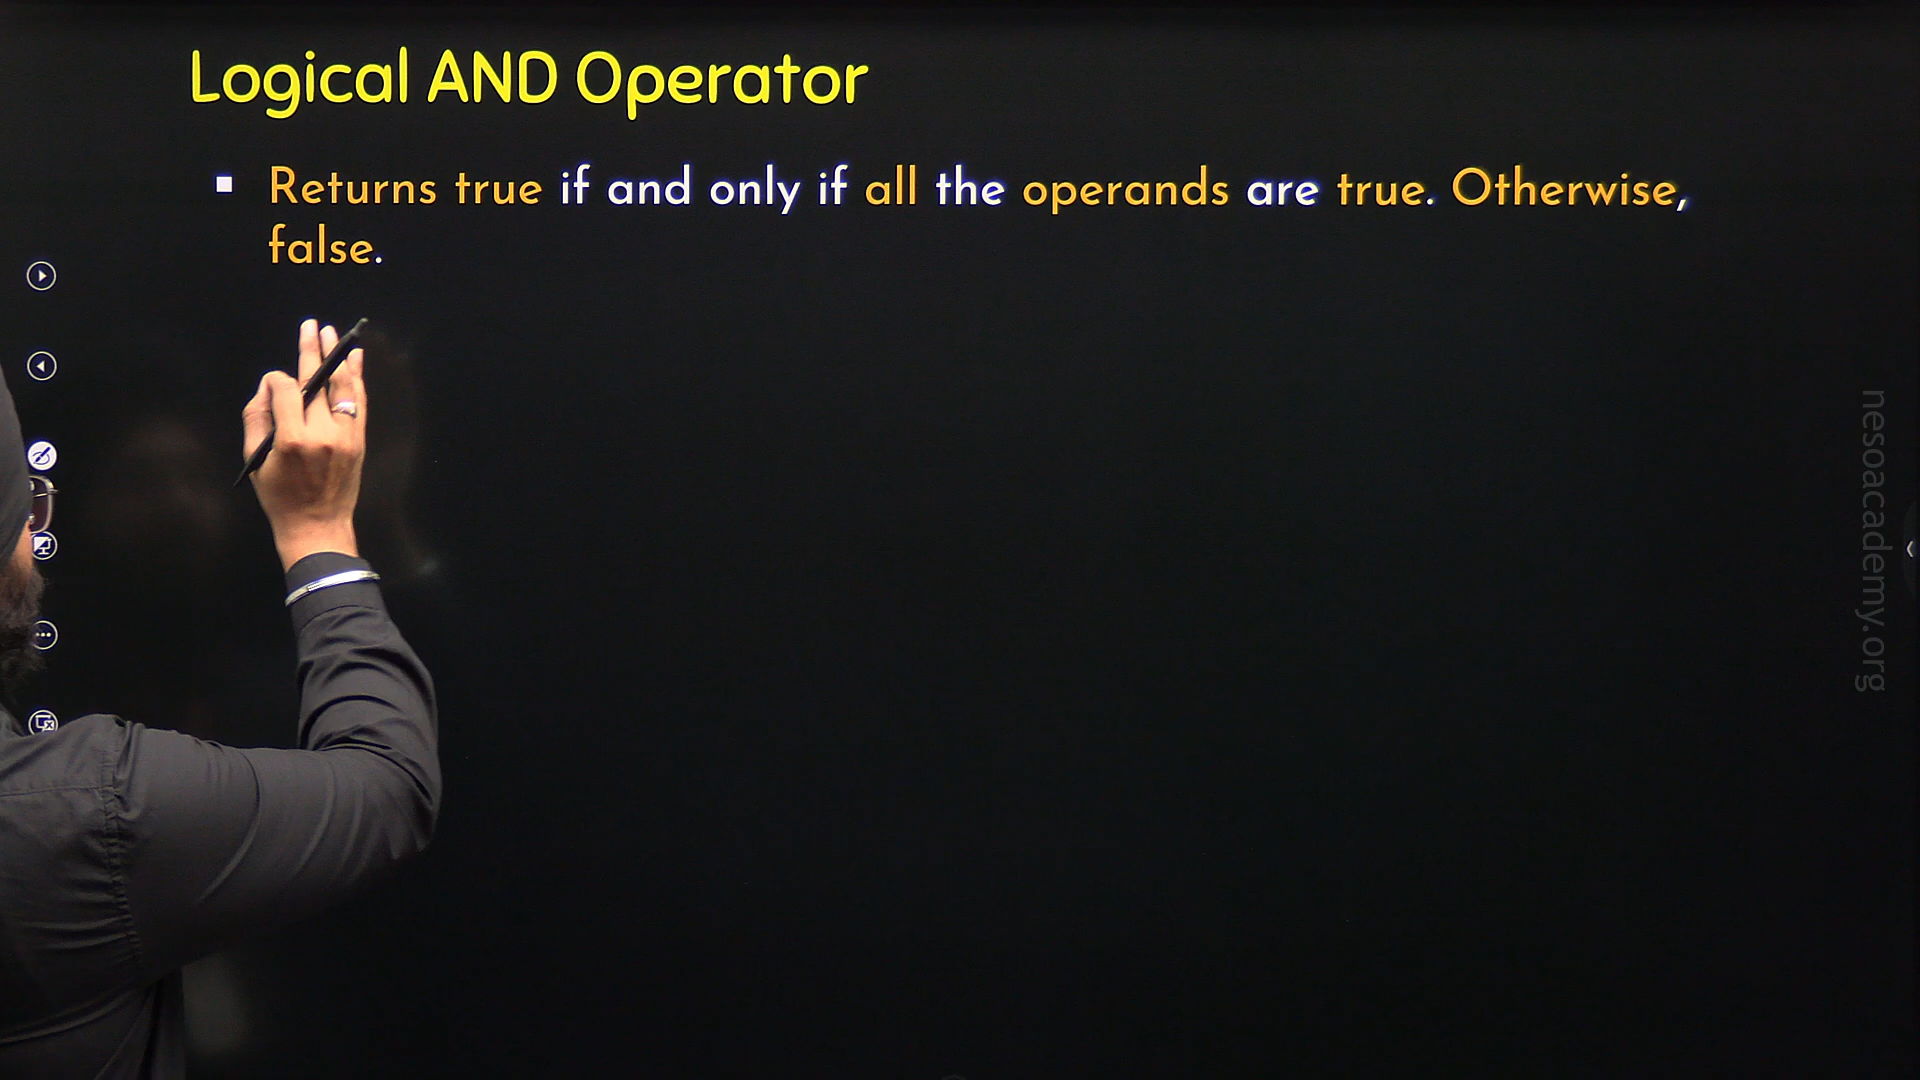 Logical AND Operator
▪ Returns true if and only if all the operands are true. Otherwise,
false.
nesoacademy.org